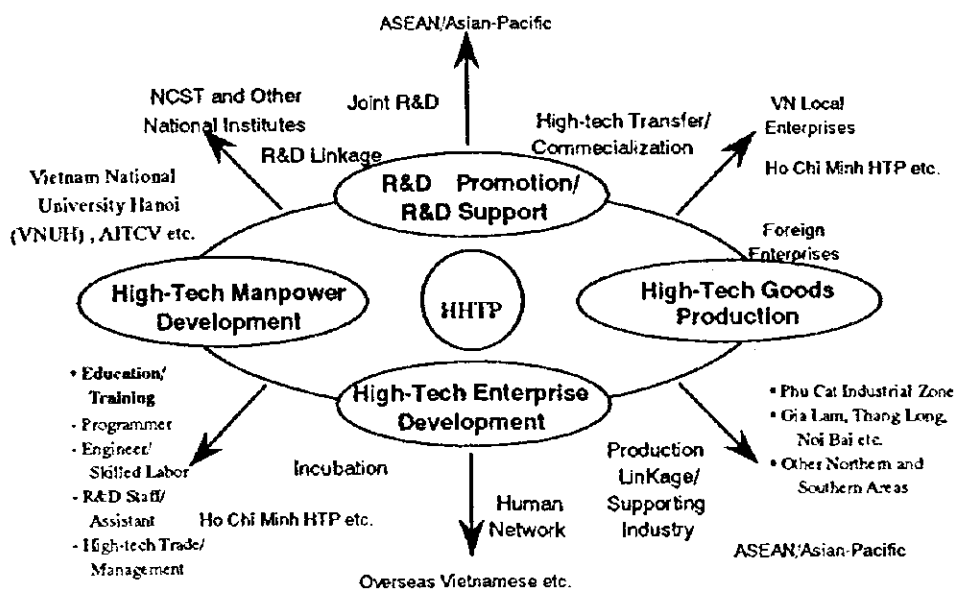 ASEAN/Asian-Pacific
NCST and Other
National Institutes
Joint R&D
High-tech Transfer/
Commecialization
VN Local
Enterprises
R&D Linkage
Ho Chi Minh HTP etc.
Vietnam National
University Hanoi
(VNUH) , AITCV etc.
R&D Promotion/
R&D Support
Foreign
Enterprises
High-Tech Manpower
Development
HHTP
High-Tech Goods
Production
High-Tech Enterprise
Development
• Education/
Training
- Programmer
- Engineer/
Skilled Labor
- R&D Staff/
Assistant
- High-tech Trade/
Management
Incubation
Ho Chi Minh HTP etc.
Human
Network
Production
LinKage/
Supporting
Industry
• Phu Cat Industrial Zone
• Gia Lam, Thang Long,
Noi Bai etc.
• Other Northern and
Southern Areas
ASEAN/Asian-Pacific
Overseas Vietnamese etc.